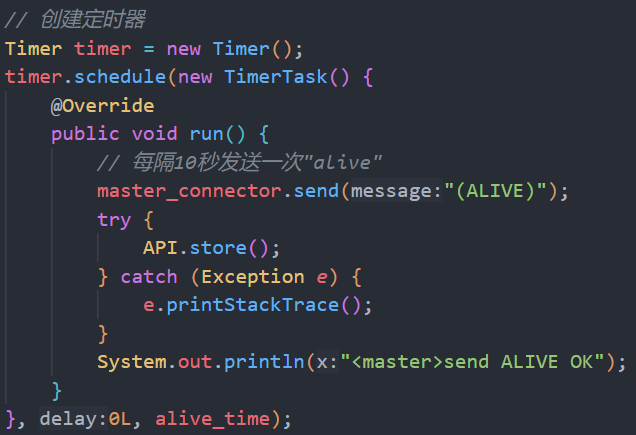 // 创建定时器
Timer timer = new Timer();
timer.schedule(new TimerTask() {
@Override
public void run() {
// 每隔10秒发送一次"alive"
master_connector.send(message:"(ALIVE)");
try {
API.store();
} catch (Exception e) {
e.printStackTrace();
}
System.out.println(x:"<master>send ALIVE OK");
}
}, delay:0L, alive_time);